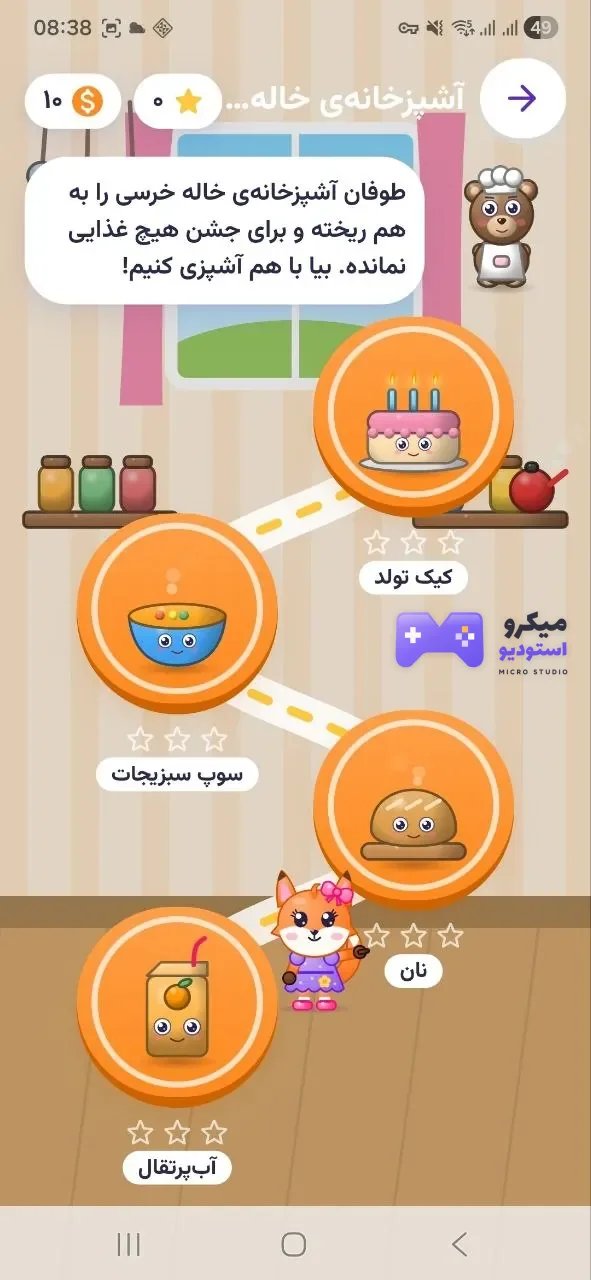 08:38
49
آشپزخانه‌ی خاله...
۰
۱۰
طوفان آشپزخانه‌ی خاله خرسی را به
هم ریخته و برای جشن هیچ غذایی
نمانده. بیا با هم آشپزی کنیم!
کیک تولد
میکرو
استودیو
MICRO STUDIO
سوپ سبزیجات
نان
آب‌پرتقال